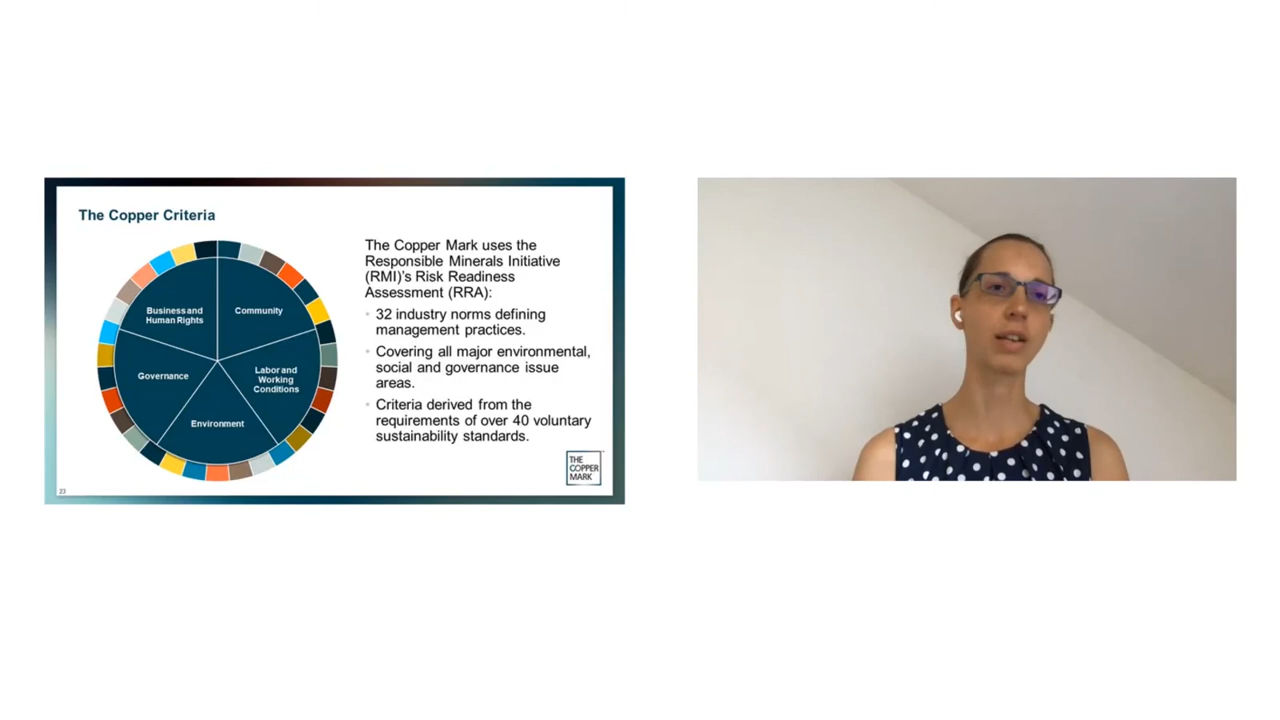 The Copper Criteria
Business and
Human Rights
Community
Governance
Labor and
Working
Conditions
Environment
The Copper Mark uses the
Responsible Minerals Initiative
(RMI)'s Risk Readiness
Assessment (RRA):
• 32 industry norms defining
management practices.
• Covering all major environmental,
social and governance issue
areas.
• Criteria derived from the
requirements of over 40 voluntary
sustainability standards.
THE
COPPER
MARK
23